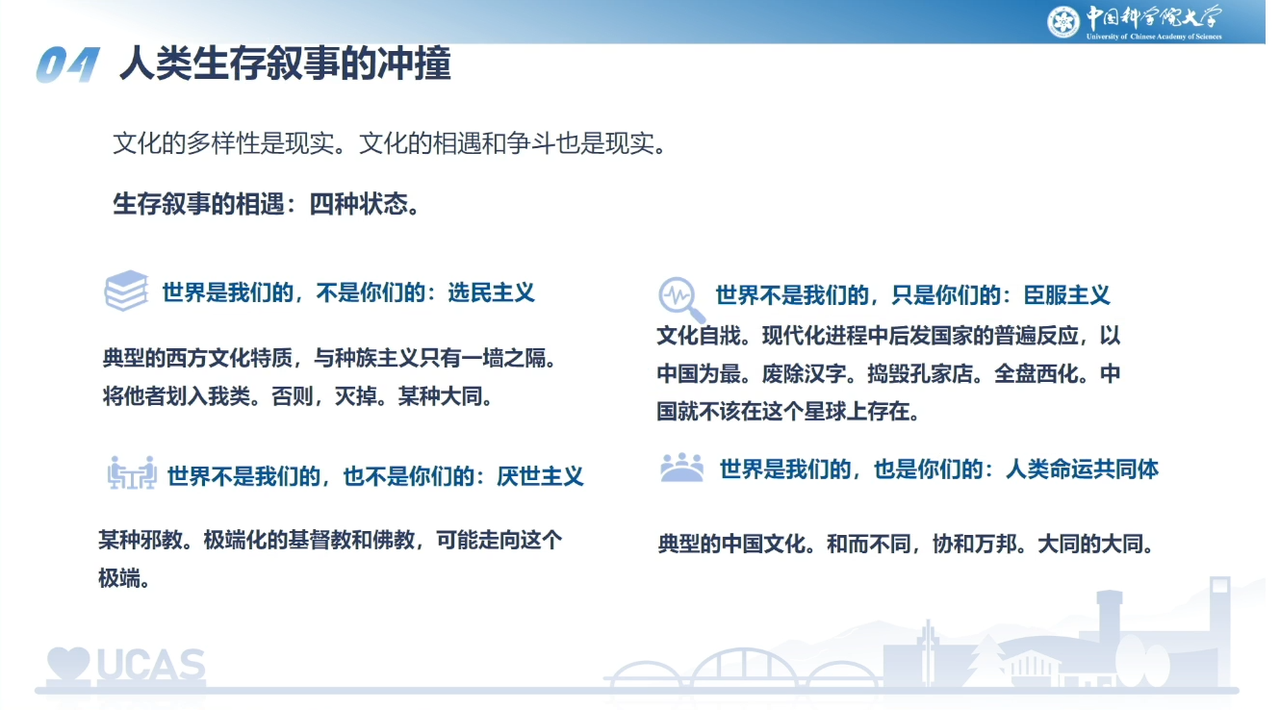 中国科学院大学
University of Chinese Academy of Sciences
04 人类生存叙事的冲撞
文化的多样性是现实。文化的相遇和争斗也是现实。
生存叙事的相遇：四种状态。
世界是我们的，不是你们的：选民主义
典型的西方文化特质，与种族主义只有一墙之隔。
将他者划入我类。否则，灭掉。某种大同。
世界不是我们的，只是你们的：臣服主义
文化自戕。现代化进程中后发国家的普遍反应，以
中国为最。废除汉字。捣毁孔家店。全盘西化。中
国就不该在这个星球上存在。
世界不是我们的，也不是你们的：厌世主义
某种邪教。极端化的基督教和佛教，可能走向这个
极端。
世界是我们的，也是你们的：人类命运共同体
典型的中国文化。和而不同，协和万邦。大同的大同。
UCAS